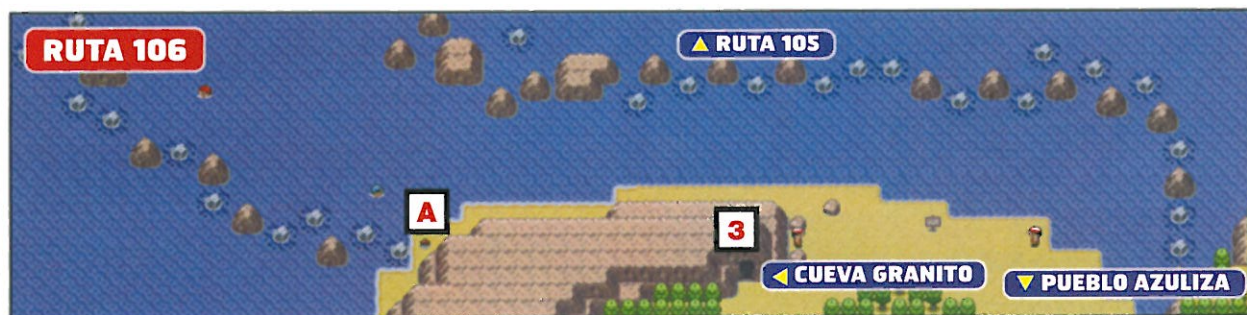 RUTA 106
RUTA 105
A
3
CUEVA GRANITO
PUEBLO AZULIZA